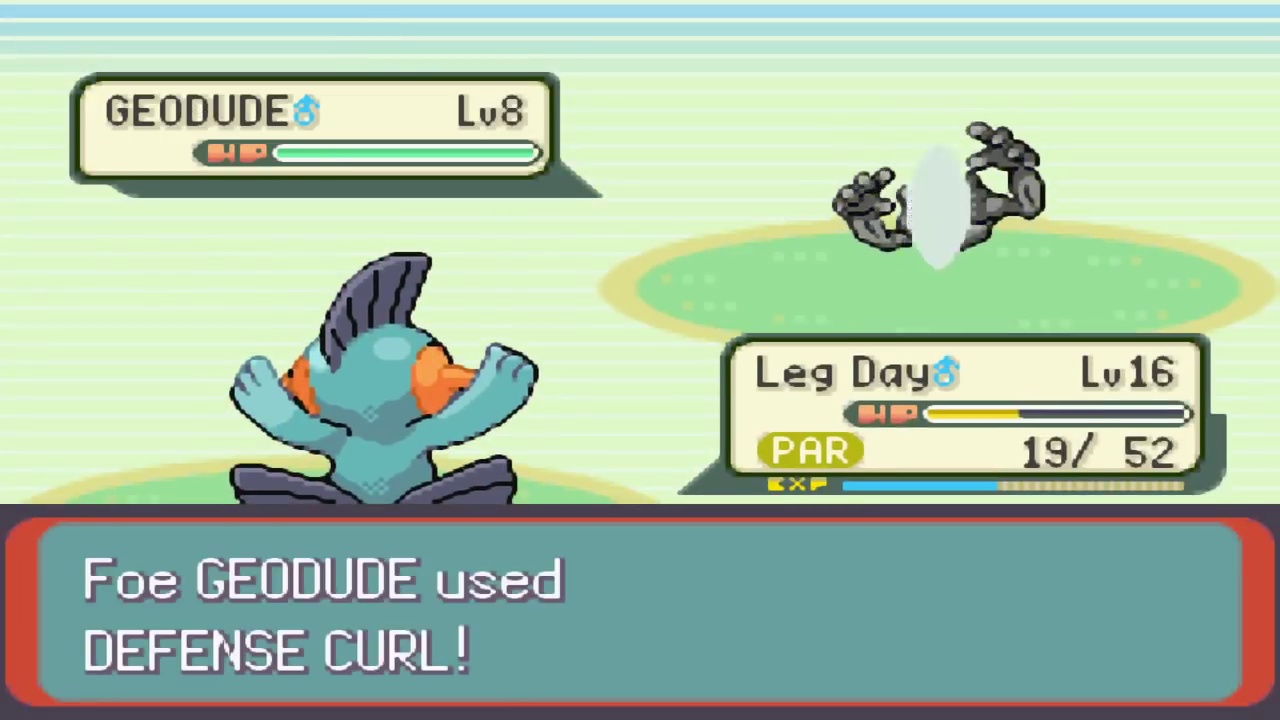 GEODUDE♂ Lv8
HP
Leg Day♂ Lv16
HP
PAR 19/ 52
EXP
Foe GEODUDE used
DEFENSE CURL!